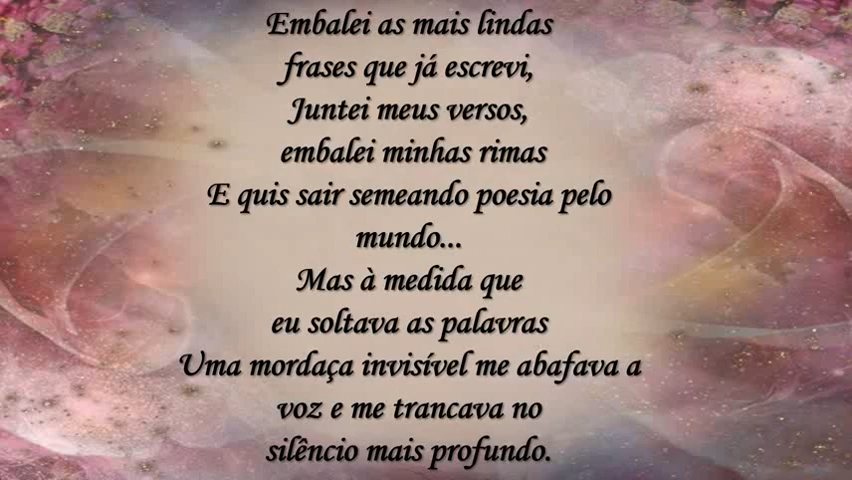 Embalei as mais lindas
frases que já escrevi,
Juntei meus versos,
embalei minhas rimas
E quis sair semeando poesia pelo
mundo...
Mas à medida que
eu soltava as palavras
Uma mordaça invisível me abafava a
voz e me trancava no
silêncio mais profundo.